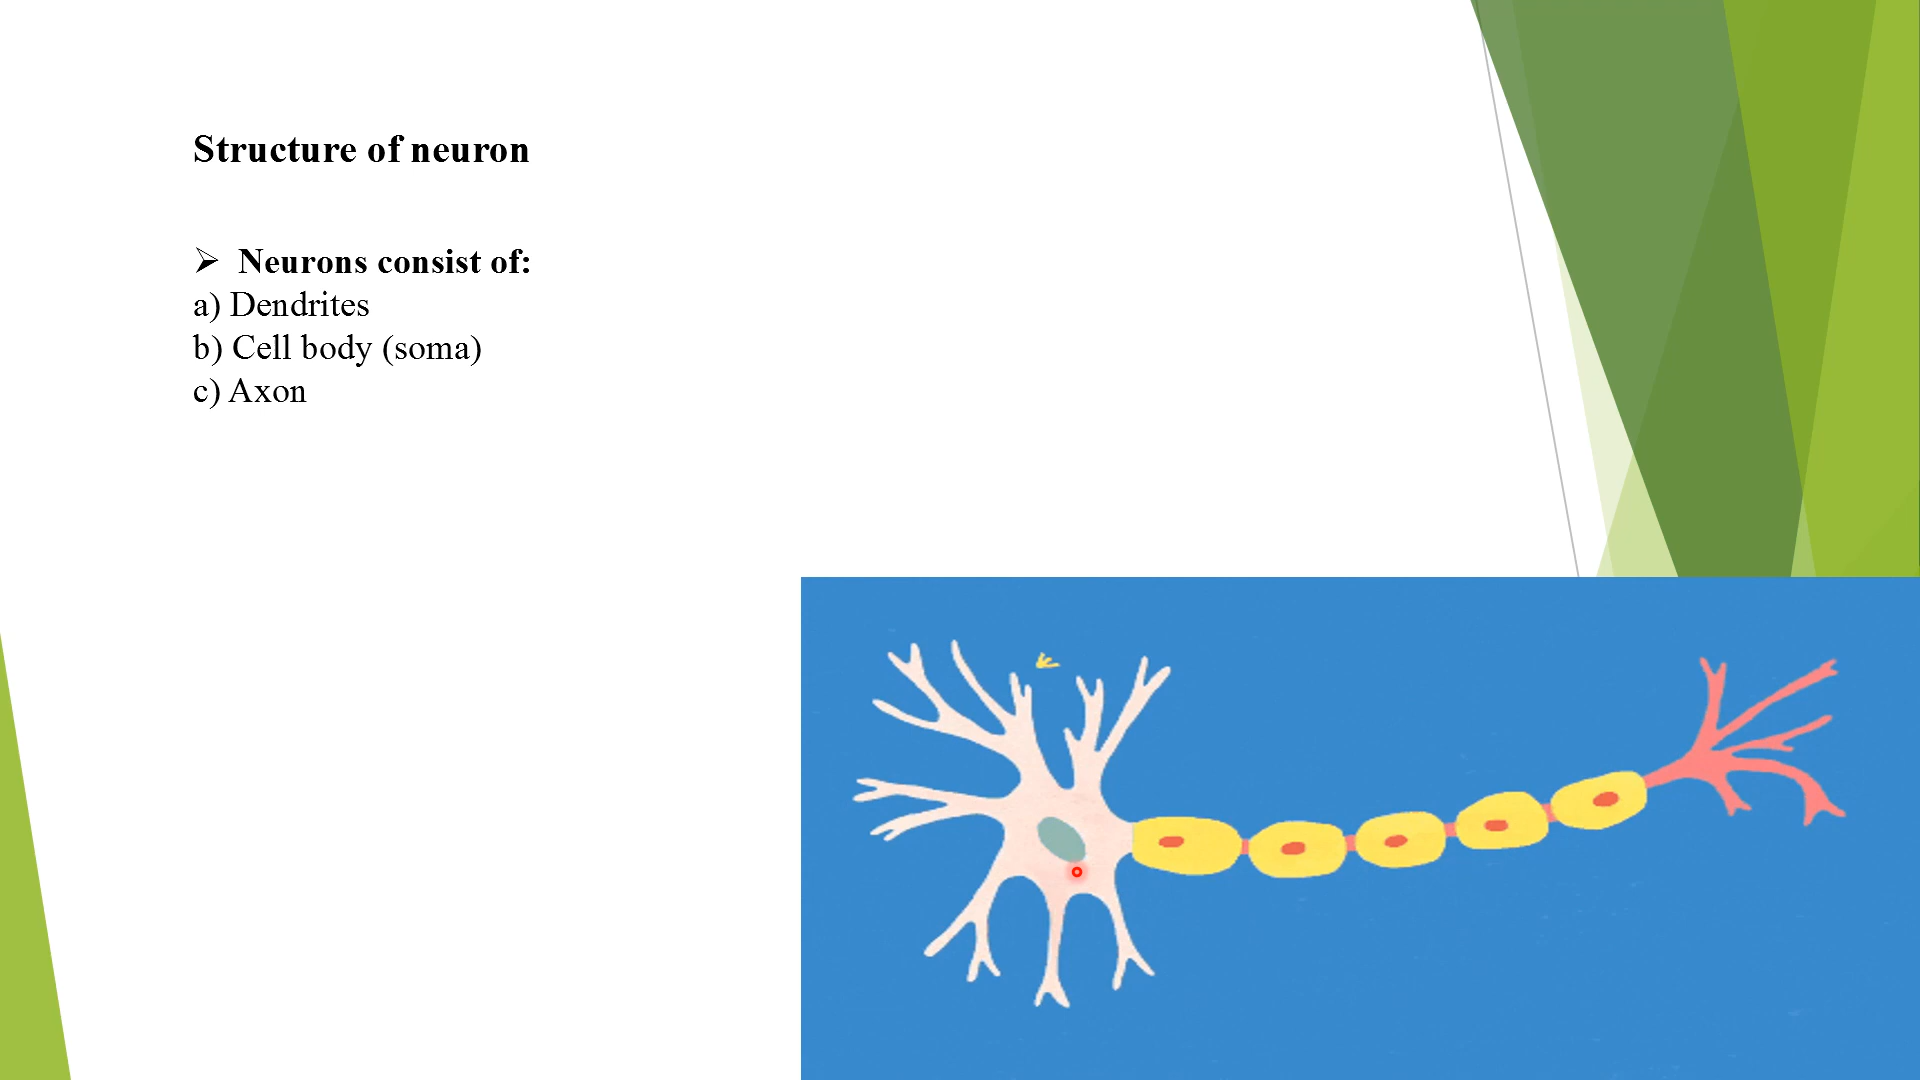 Structure of neuron
➢ Neurons consist of:
a) Dendrites
b) Cell body (soma)
c) Axon